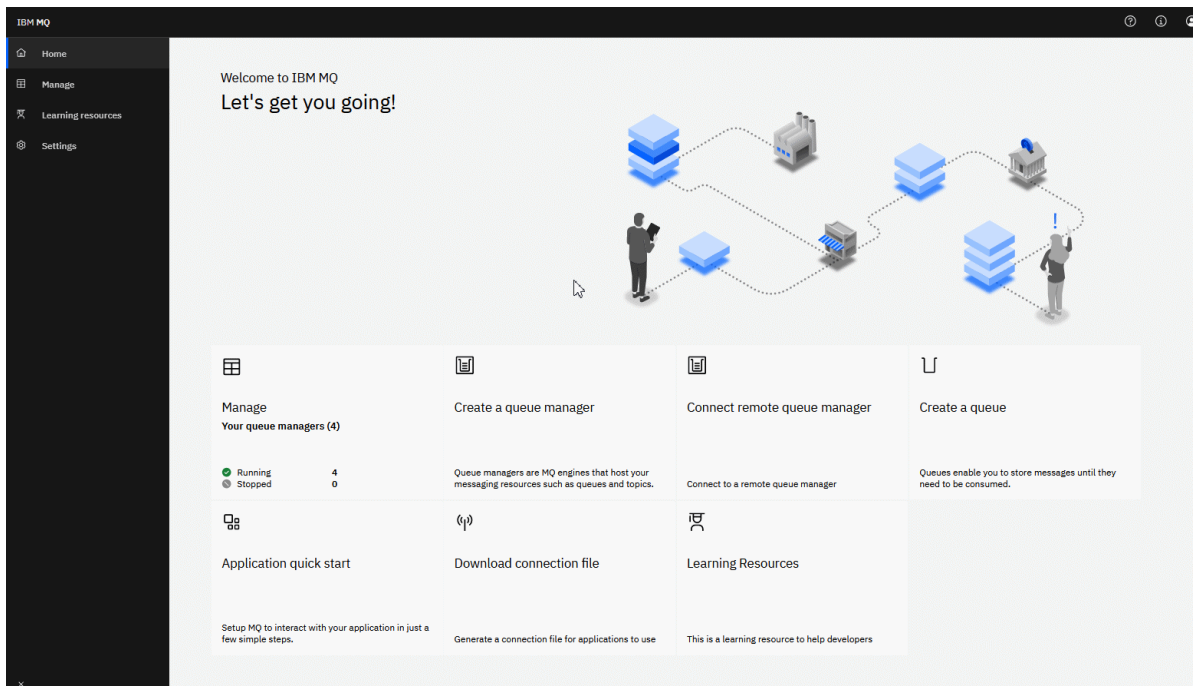 IBM MQ
Home
Manage
Learning resources
Settings
Welcome to IBM MQ
Let's get you going!
!
Manage
Your queue managers (4)
Running 4
Stopped 0
Create a queue manager
Queue managers are MQ engines that host your
messaging resources such as queues and topics.
Connect remote queue manager
Connect to a remote queue manager
Create a queue
Queues enable you to store messages until they
need to be consumed.
Application quick start
Setup MQ to interact with your application in just a
few simple steps.
Download connection file
Generate a connection file for applications to use
Learning Resources
This is a learning resource to help developers